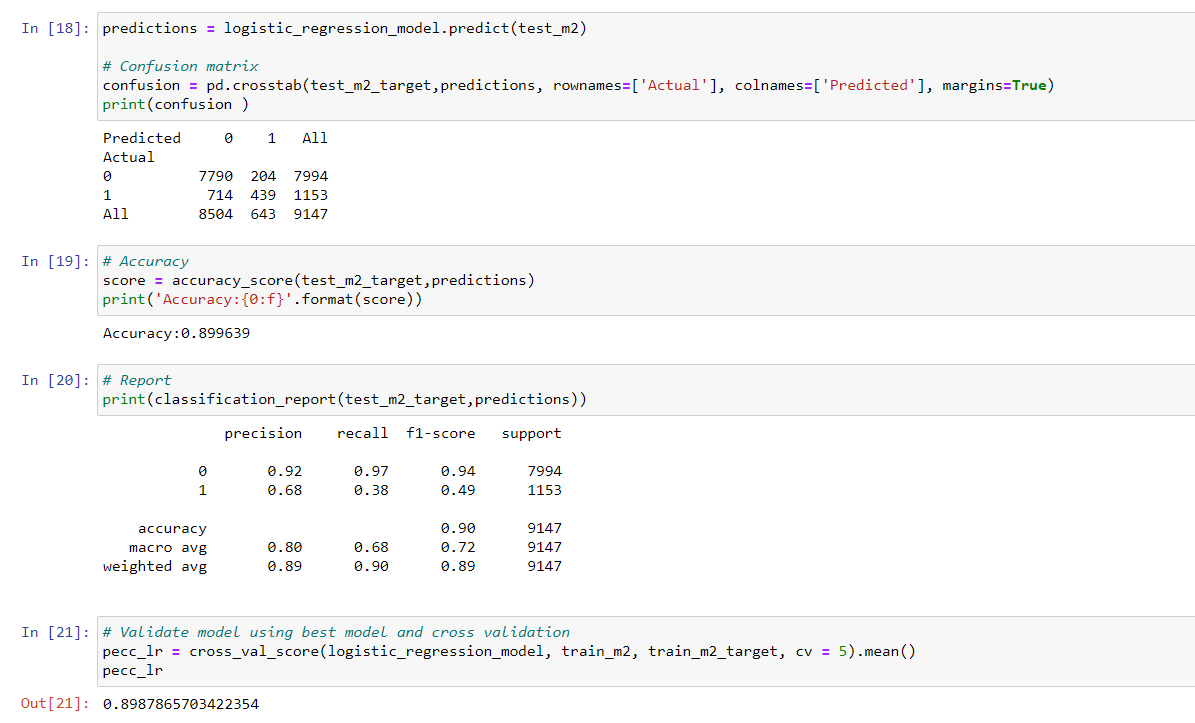 In [18]: predictions = logistic_regression_model.predict(test_m2)
# Confusion matrix
confusion = pd.crosstab(test_m2_target,predictions, rownames=['Actual'], colnames=['Predicted'], margins=True)
print(confusion )
Predicted 0 1 All
Actual
0 7790 204 7994
1 714 439 1153
All 8504 643 9147
In [19]: # Accuracy
score = accuracy_score(test_m2_target,predictions)
print('Accuracy:{0:f}'.format(score))
Accuracy:0.899639
In [20]: # Report
print(classification_report(test_m2_target,predictions))
precision recall f1-score support
0 0.92 0.97 0.94 7994
1 0.68 0.38 0.49 1153
accuracy 0.90 9147
macro avg 0.80 0.68 0.72 9147
weighted avg 0.89 0.90 0.89 9147
In [21]: # Validate model using best model and cross validation
pecc_lr = cross_val_score(logistic_regression_model, train_m2, train_m2_target, cv = 5).mean()
pecc_lr
Out[21]: 0.8987865703422354